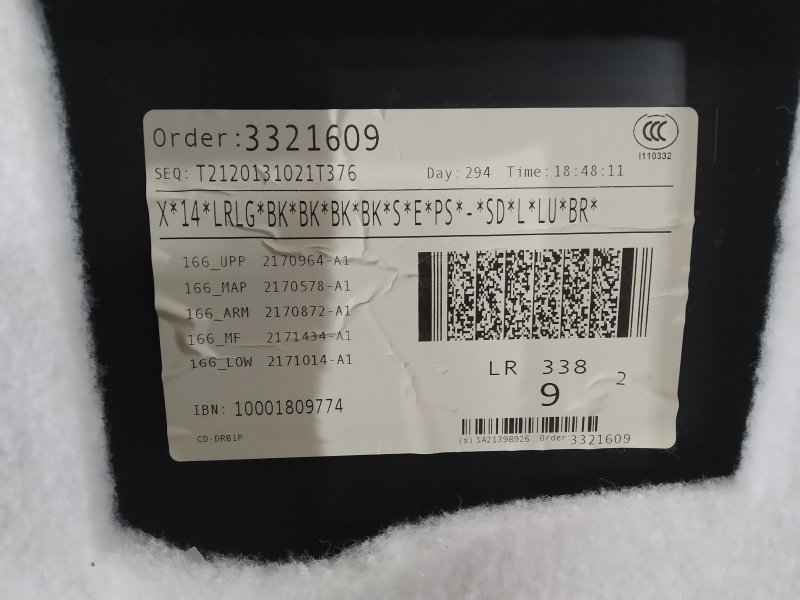 Order:3321609
CCC
I110332
SEQ: T2120131021T376 Day: 294 Time: 18:48:11
X*14*LRLG*BK*BK*BK*BK*S*E*PS*-*SD*L*LU*BR*
166_UPP 2170964-A1
166_MAP 2170578-A1
166_ARM 2170872-A1
166_MF 2171434-A1
166_LOW 2171014-A1
LR 338
9 2
IBN: 10001809774
CD-DRB1P
(s) SA21398926 Order:3321609